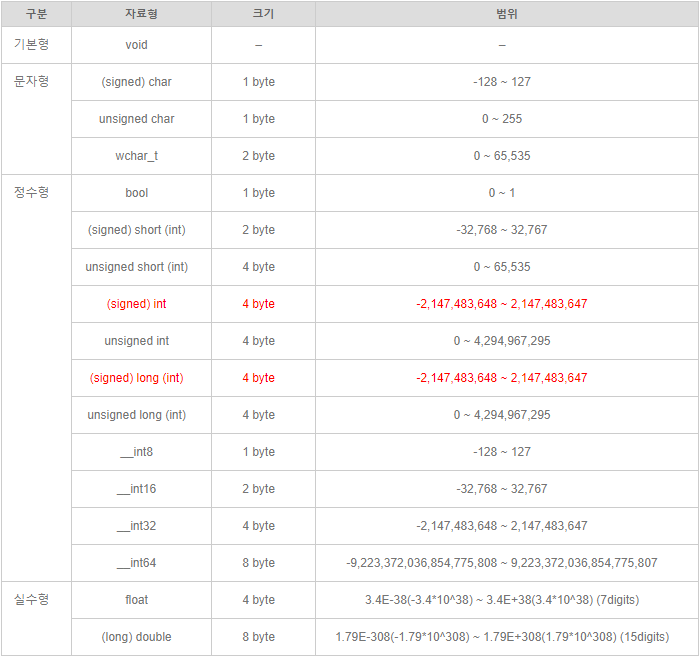 구분 자료형 크기 범위
기본형 void – –
문자형 (signed) char 1 byte -128 ~ 127
unsigned char 1 byte 0 ~ 255
wchar_t 2 byte 0 ~ 65,535
정수형 bool 1 byte 0 ~ 1
(signed) short (int) 2 byte -32,768 ~ 32,767
unsigned short (int) 4 byte 0 ~ 65,535
(signed) int 4 byte -2,147,483,648 ~ 2,147,483,647
unsigned int 4 byte 0 ~ 4,294,967,295
(signed) long (int) 4 byte -2,147,483,648 ~ 2,147,483,647
unsigned long (int) 4 byte 0 ~ 4,294,967,295
__int8 1 byte -128 ~ 127
__int16 2 byte -32,768 ~ 32,767
__int32 4 byte -2,147,483,648 ~ 2,147,483,647
__int64 8 byte -9,223,372,036,854,775,808 ~ 9,223,372,036,854,775,807
실수형 float 4 byte 3.4E-38(-3.4*10^38) ~ 3.4E+38(3.4*10^38) (7digits)
(long) double 8 byte 1.79E-308(-1.79*10^308) ~ 1.79E+308(1.79*10^308) (15digits)